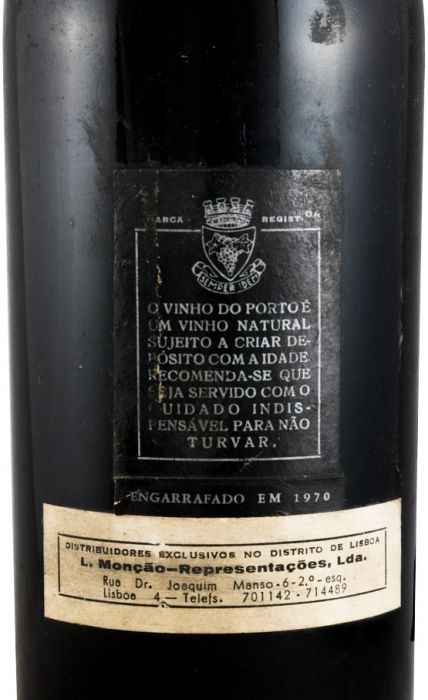 MARCA REGIST.DA
SEMPER IDEM
O VINHO DO PORTO É
UM VINHO NATURAL
SUJEITO A CRIAR DE-
PÓSITO COM A IDADE.
RECOMENDA-SE QUE
SEJA SERVIDO COM O
CUIDADO INDIS-
PENSÁVEL PARA NÃO
TURVAR.
ENGARRAFADO EM 1970
DISTRIBUIDORES EXCLUSIVOS NO DISTRITO DE LISBOA
L. Monção-Representações, Lda.
Rua Dr. Joaquim Manso-6-2.º-esq.
Lisboa 4 — Telefs. 701142 - 714489